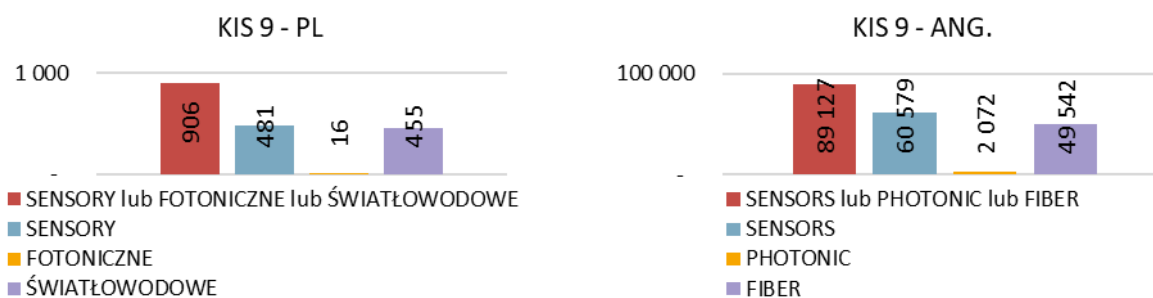 KIS 9 - PL
1 000
906
481
16
455
-
SENSORY lub FOTONICZNE lub ŚWIATŁOWODOWE
SENSORY
FOTONICZNE
ŚWIATŁOWODOWE
KIS 9 - ANG.
100 000
89 127
60 579
2 072
49 542
-
SENSORS lub PHOTONIC lub FIBER
SENSORS
PHOTONIC
FIBER